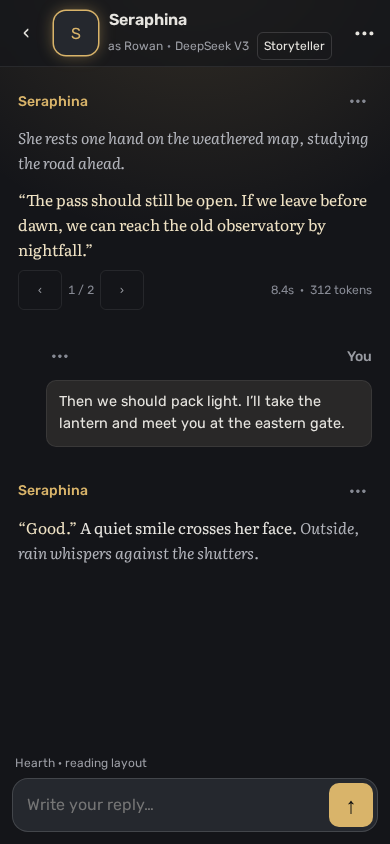 ‹
S
Seraphina
as Rowan • DeepSeek V3
Storyteller
•••
Seraphina
•••
She rests one hand on the weathered map, studying
the road ahead.
“The pass should still be open. If we leave before
dawn, we can reach the old observatory by
nightfall.”
‹ 1 / 2 ›
8.4s • 312 tokens
•••
You
Then we should pack light. I’ll take the
lantern and meet you at the eastern gate.
Seraphina
•••
“Good.” A quiet smile crosses her face. Outside,
rain whispers against the shutters.
Hearth • reading layout
Write your reply…
↑